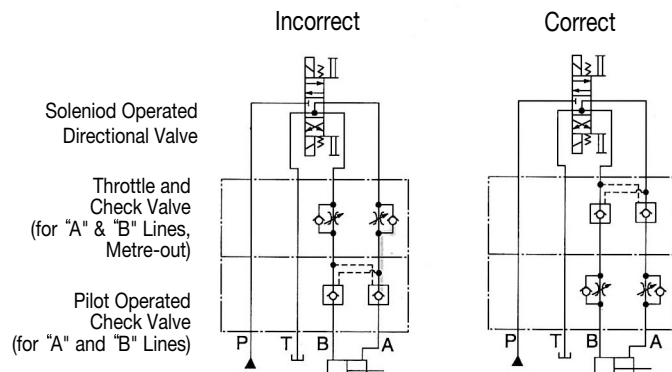 Incorrect
Correct
Soleniod Operated
Directional Valve
Throttle and
Check Valve
(for “A" & “B" Lines,
Metre-out)
Pilot Operated
Check Valve
(for “A" and “B" Lines)
P T B A
P T B A